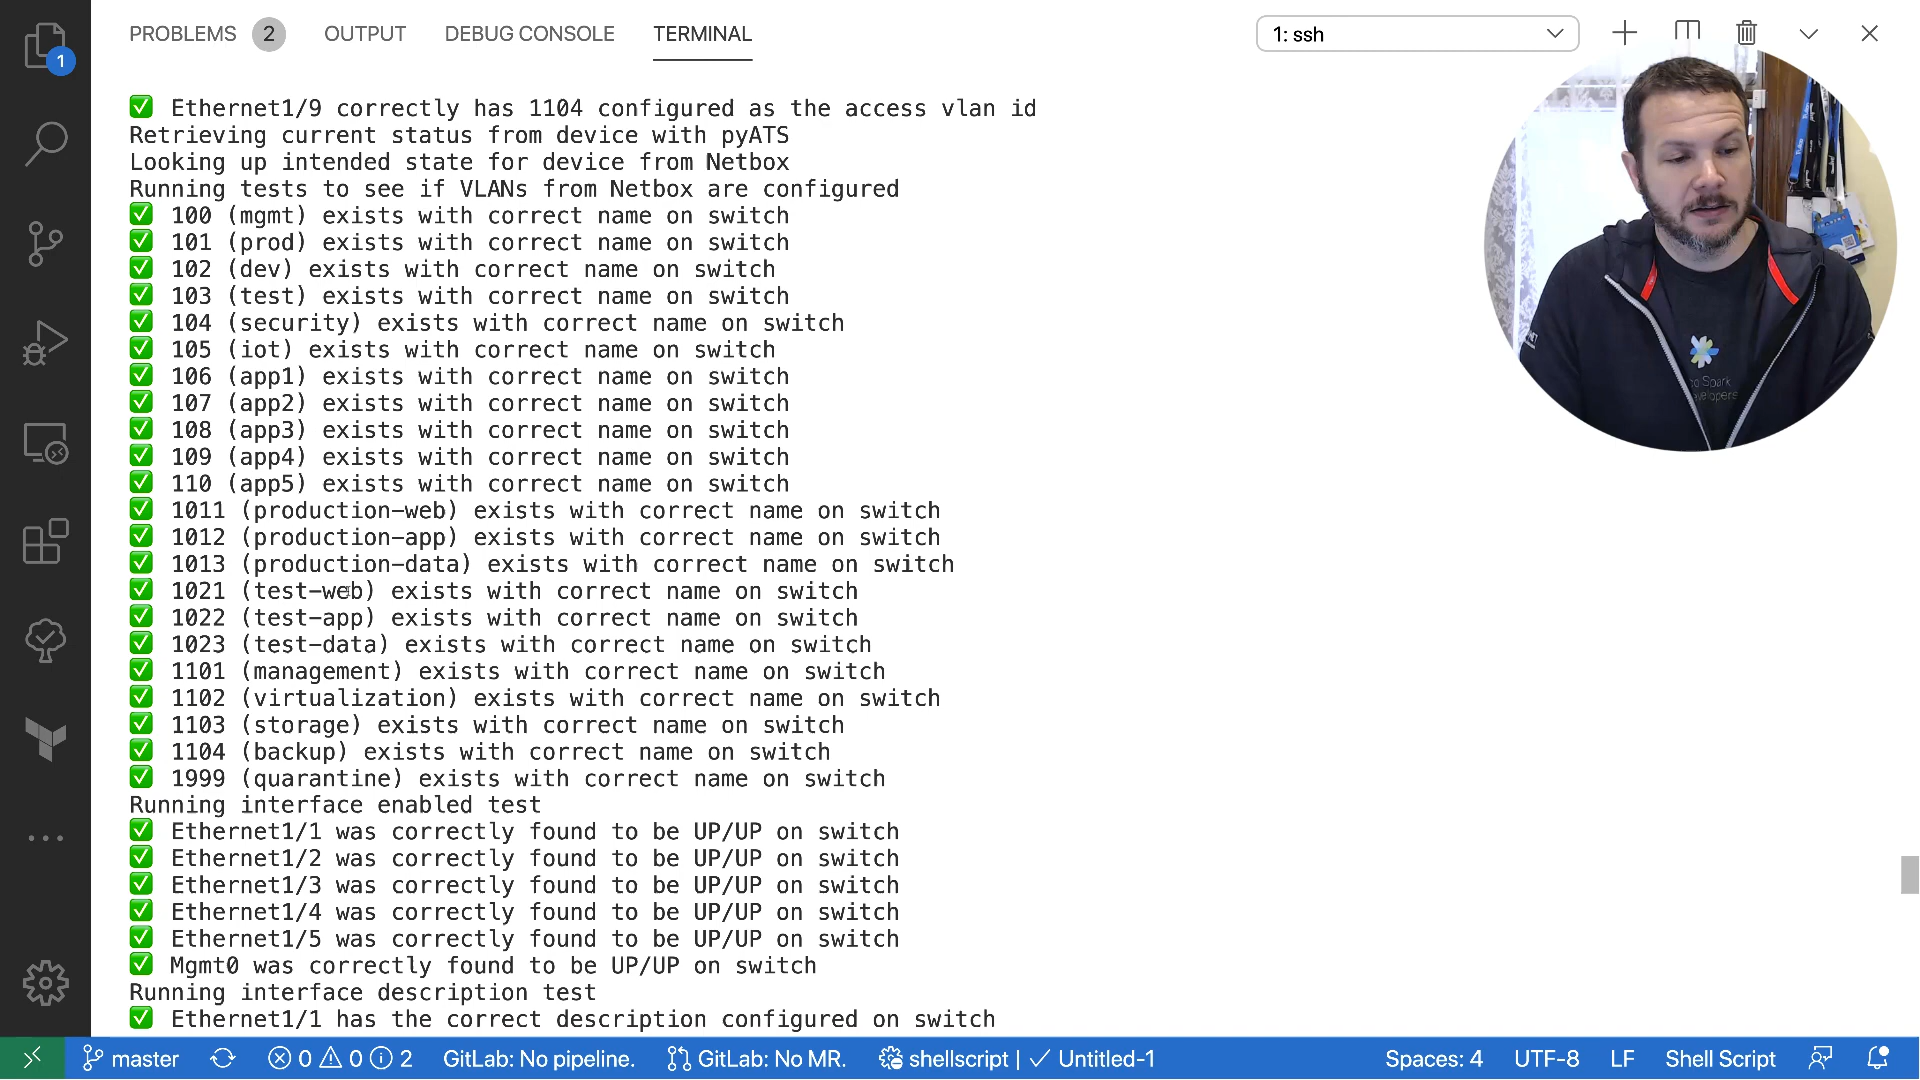 PROBLEMS 2 OUTPUT DEBUG CONSOLE TERMINAL 1: ssh
1
✅ Ethernet1/9 correctly has 1104 configured as the access vlan id
Retrieving current status from device with pyATS
Looking up intended state for device from Netbox
Running tests to see if VLANs from Netbox are configured
✅ 100 (mgmt) exists with correct name on switch
✅ 101 (prod) exists with correct name on switch
✅ 102 (dev) exists with correct name on switch
✅ 103 (test) exists with correct name on switch
✅ 104 (security) exists with correct name on switch
✅ 105 (iot) exists with correct name on switch
✅ 106 (app1) exists with correct name on switch
✅ 107 (app2) exists with correct name on switch
✅ 108 (app3) exists with correct name on switch
✅ 109 (app4) exists with correct name on switch
✅ 110 (app5) exists with correct name on switch
✅ 1011 (production-web) exists with correct name on switch
✅ 1012 (production-app) exists with correct name on switch
✅ 1013 (production-data) exists with correct name on switch
✅ 1021 (test-web) exists with correct name on switch
✅ 1022 (test-app) exists with correct name on switch
✅ 1023 (test-data) exists with correct name on switch
✅ 1101 (management) exists with correct name on switch
✅ 1102 (virtualization) exists with correct name on switch
✅ 1103 (storage) exists with correct name on switch
✅ 1104 (backup) exists with correct name on switch
✅ 1999 (quarantine) exists with correct name on switch
Running interface enabled test
✅ Ethernet1/1 was correctly found to be UP/UP on switch
✅ Ethernet1/2 was correctly found to be UP/UP on switch
✅ Ethernet1/3 was correctly found to be UP/UP on switch
✅ Ethernet1/4 was correctly found to be UP/UP on switch
✅ Ethernet1/5 was correctly found to be UP/UP on switch
✅ Mgmt0 was correctly found to be UP/UP on switch
Running interface description test
✅ Ethernet1/1 has the correct description configured on switch
master 0 0 2 GitLab: No pipeline. GitLab: No MR. shellscript | ✓ Untitled-1 Spaces: 4 UTF-8 LF Shell Script